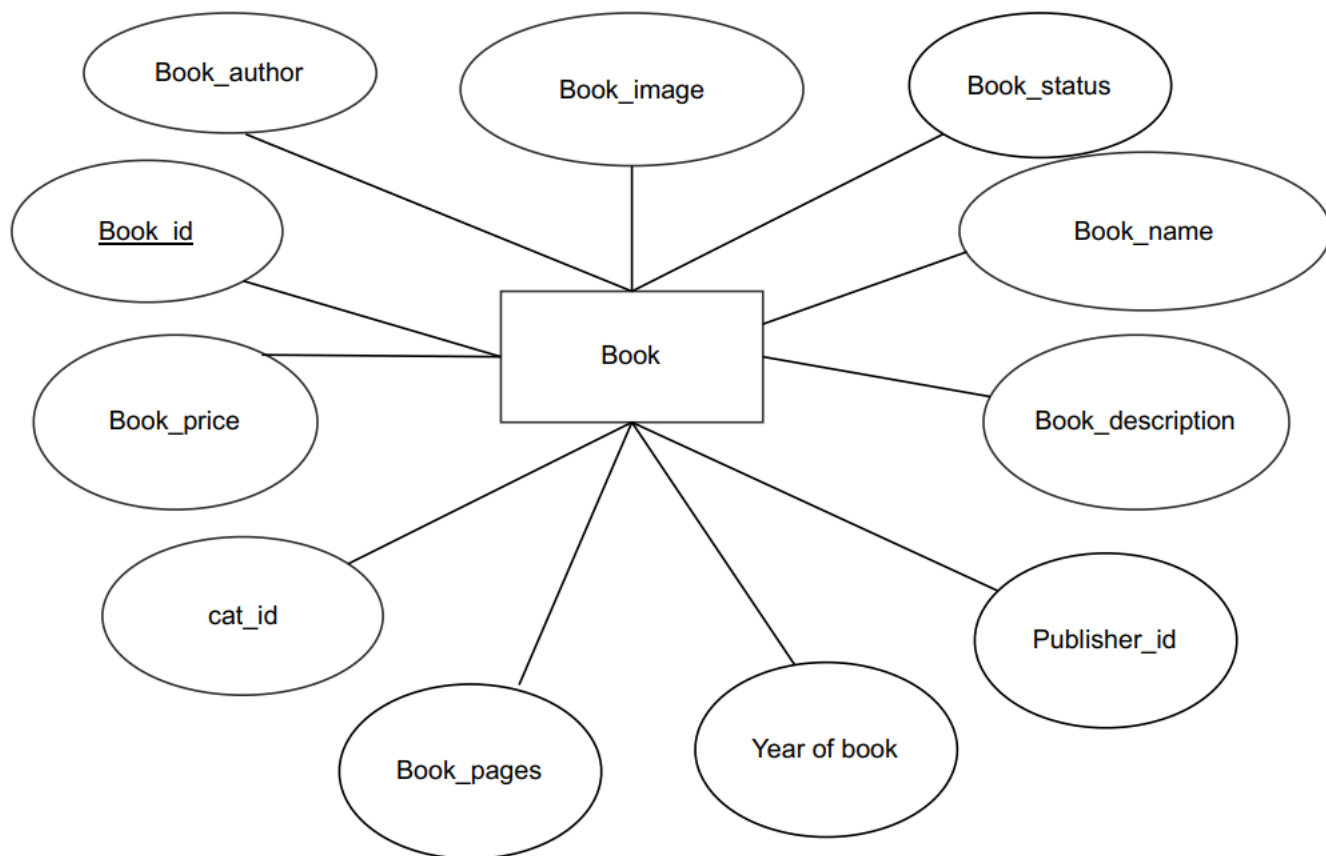 Book_author
Book_image
Book_status
Book_id
Book_name
Book
Book_price
Book_description
cat_id
Publisher_id
Book_pages
Year of book